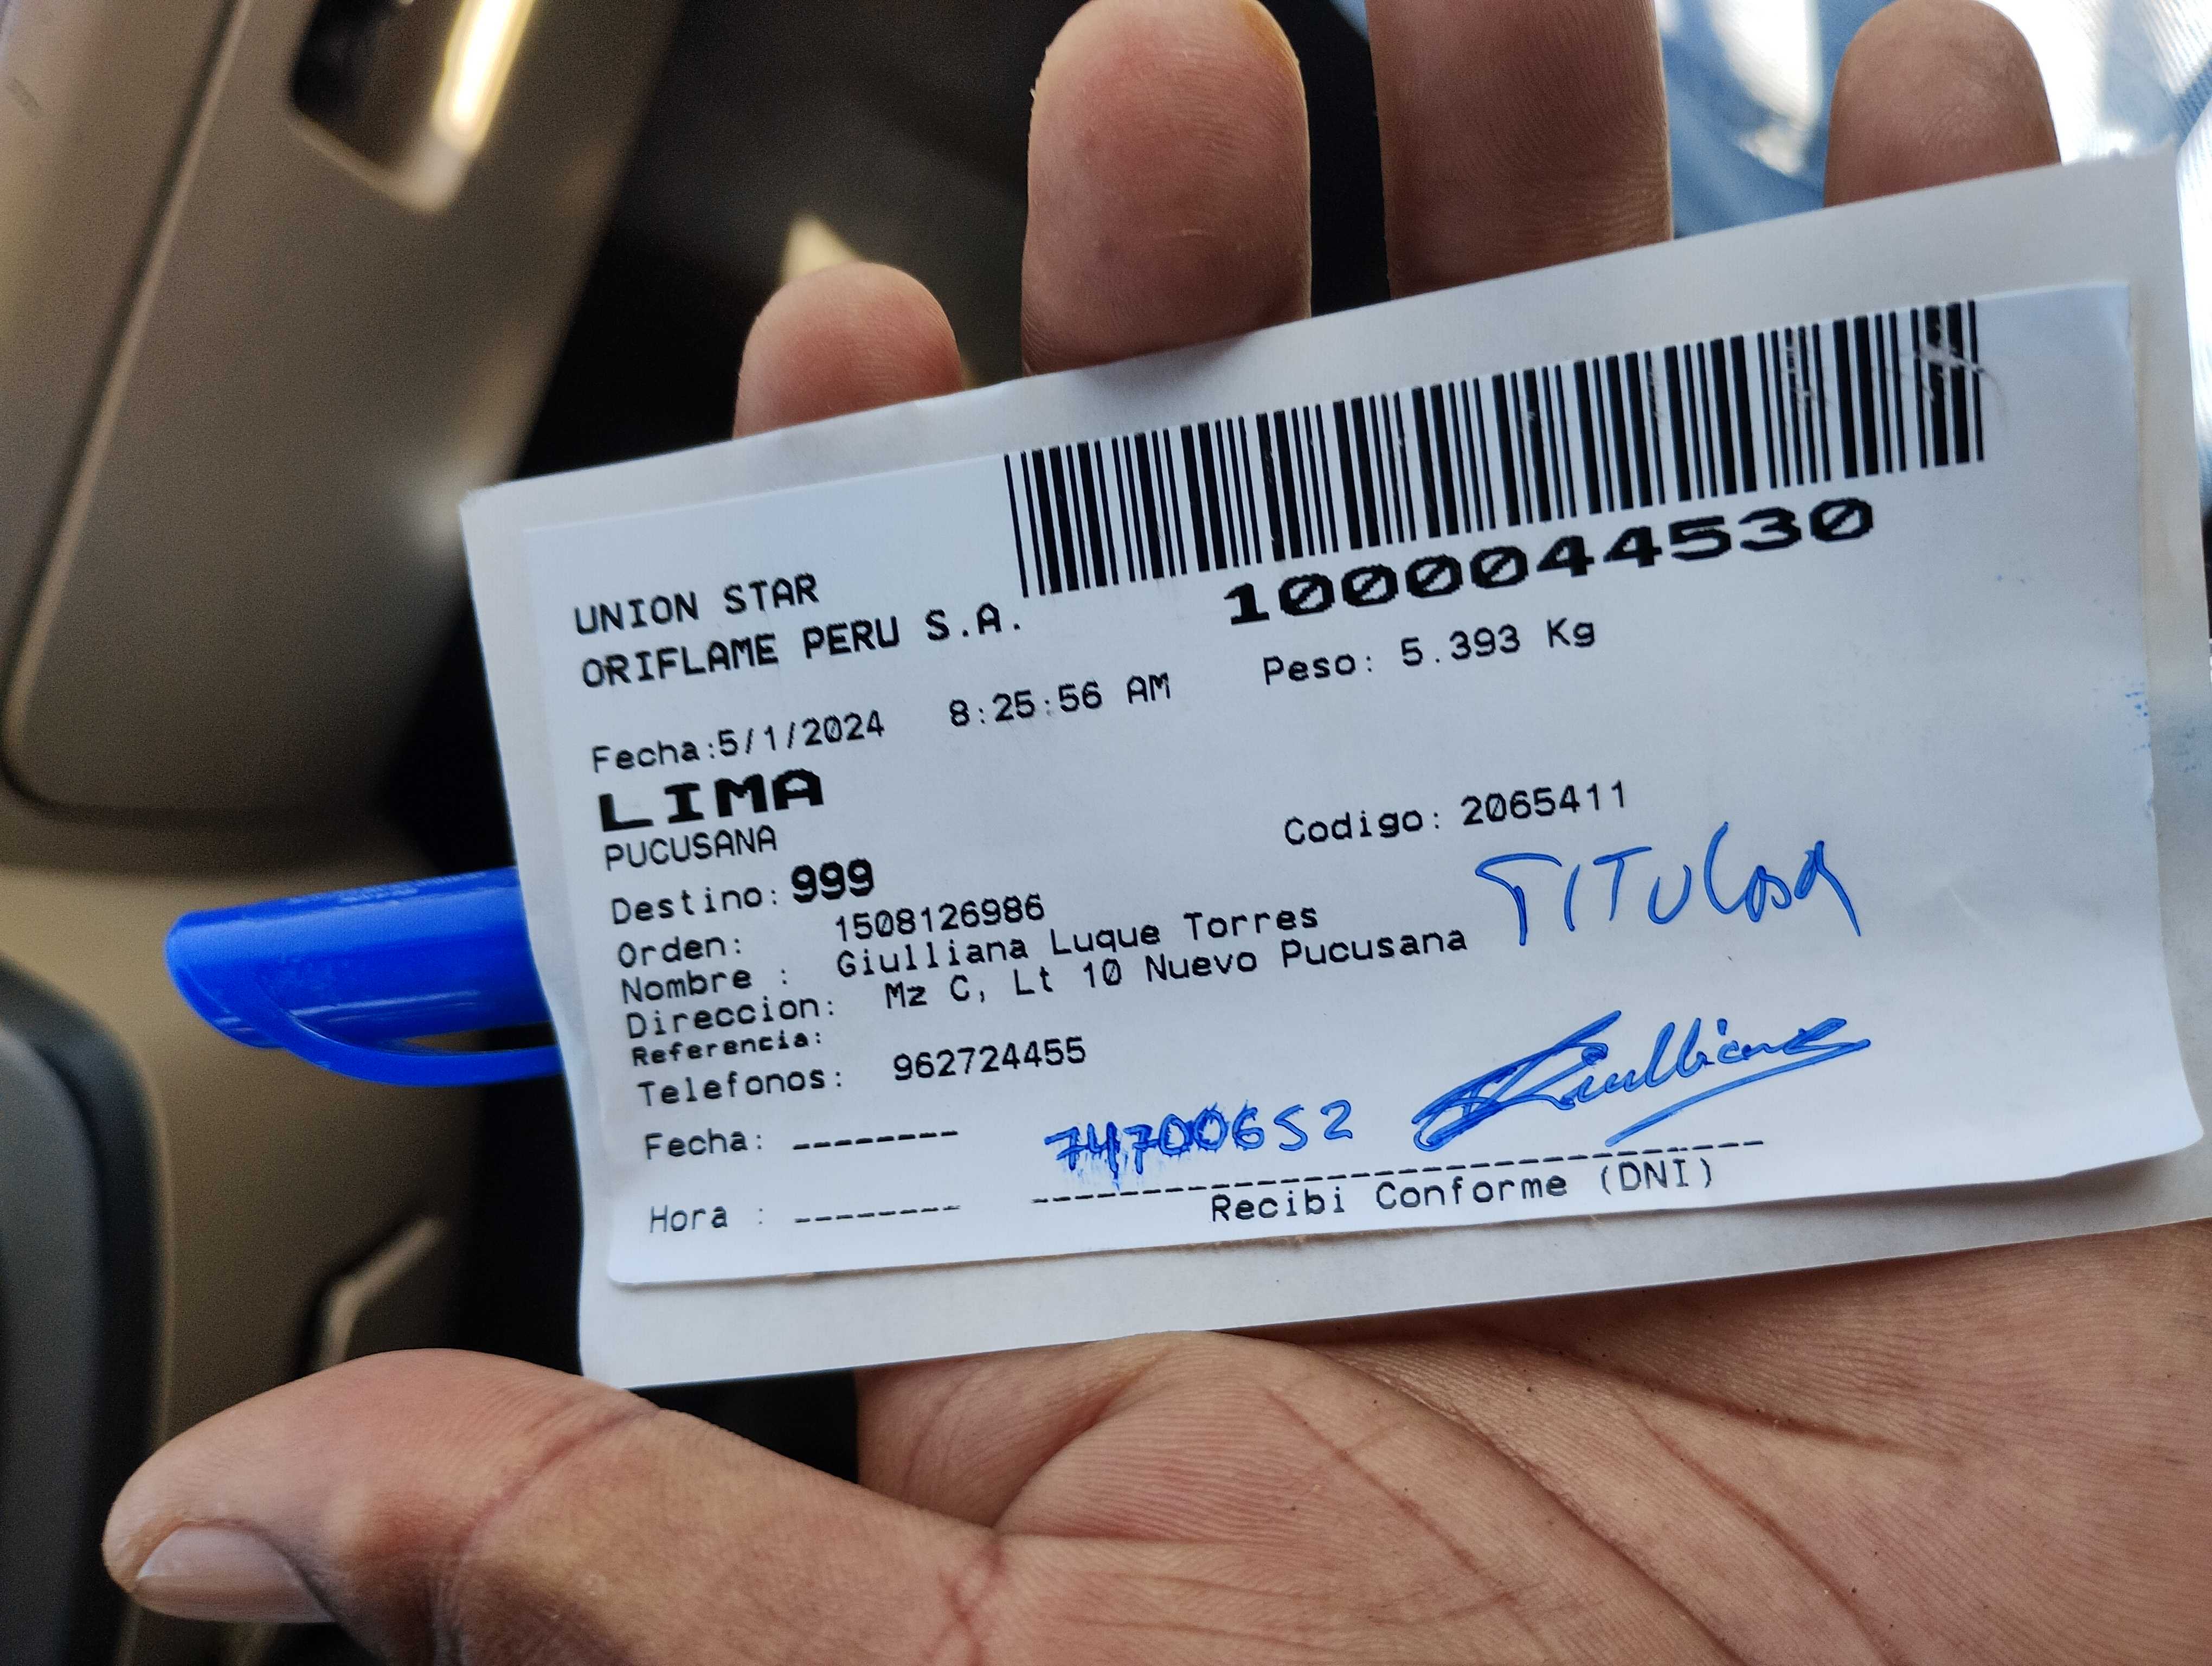 1000044530
UNION STAR
ORIFLAME PERU S.A.
Fecha:5/1/2024 8:25:56 AM Peso: 5.393 Kg
LIMA
PUCUSANA
Codigo: 2065411
Destino: 999
TITULAR
Orden: 1508126986
Nombre : Giulliana Luque Torres
Direccion: Mz C, Lt 10 Nuevo Pucusana
Referencia:
Telefonos: 962724455
Fecha: --------
74700652 Giulliana
Hora : --------
Recibi Conforme (DNI)